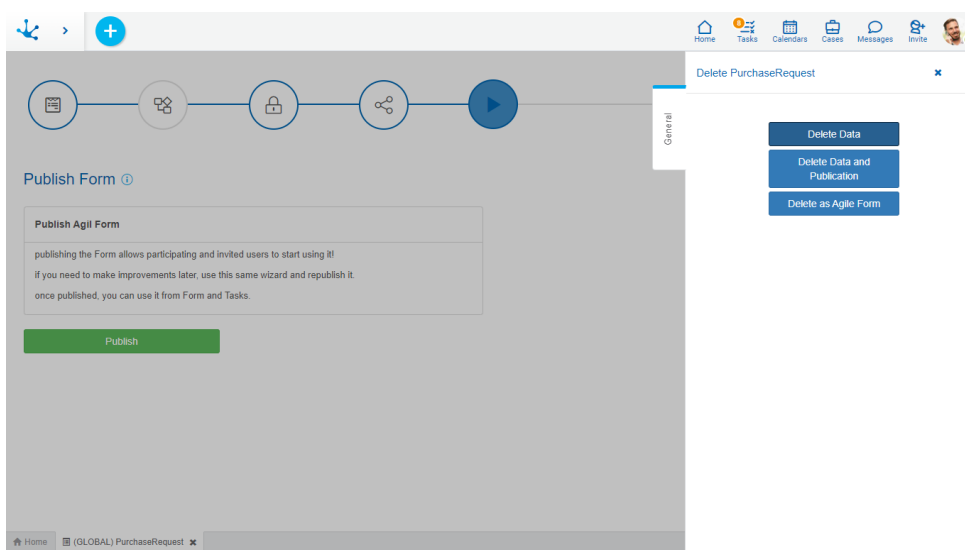 Home
8
Tasks
Calendars
Cases
Messages
Invite
Delete PurchaseRequest
General
Delete Data
Delete Data and
Publication
Delete as Agile Form
Publish Form
Publish Agil Form
publishing the Form allows participating and invited users to start using it!
if you need to make improvements later, use this same wizard and republish it.
once published, you can use it from Form and Tasks.
Publish
Home
(GLOBAL) PurchaseRequest